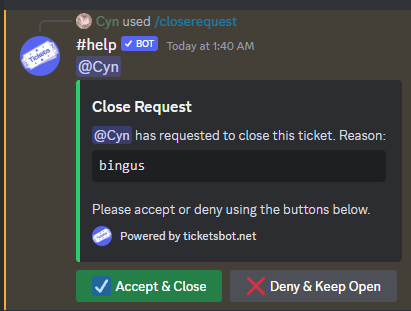 Cyn used /closerequest
Tickets
#help ✓ BOT Today at 1:40 AM
@Cyn
Close Request
@Cyn has requested to close this ticket. Reason:
bingus
Please accept or deny using the buttons below.
Powered by ticketsbot.net
Accept & Close
Deny & Keep Open